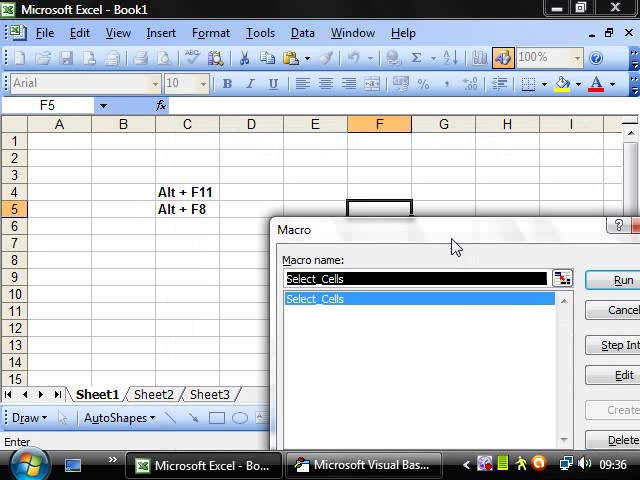 Microsoft Excel - Book1
File Edit View Insert Format Tools Data Window Help
Σ 100%
Arial 10 B I U % ,
F5 fx
A B C D E F G H I
1
2
3
4 Alt + F11
5 Alt + F8
6
7
8
9
10
11
12
13
14
15
Macro
?
Macro name:
Select_Cells
Select_Cells
Run
Cancel
Step Int
Edit
Create
Delete
Sheet1 Sheet2 Sheet3
Draw AutoShapes
Enter
Microsoft Excel - Bo...
Microsoft Visual Bas...
09:36